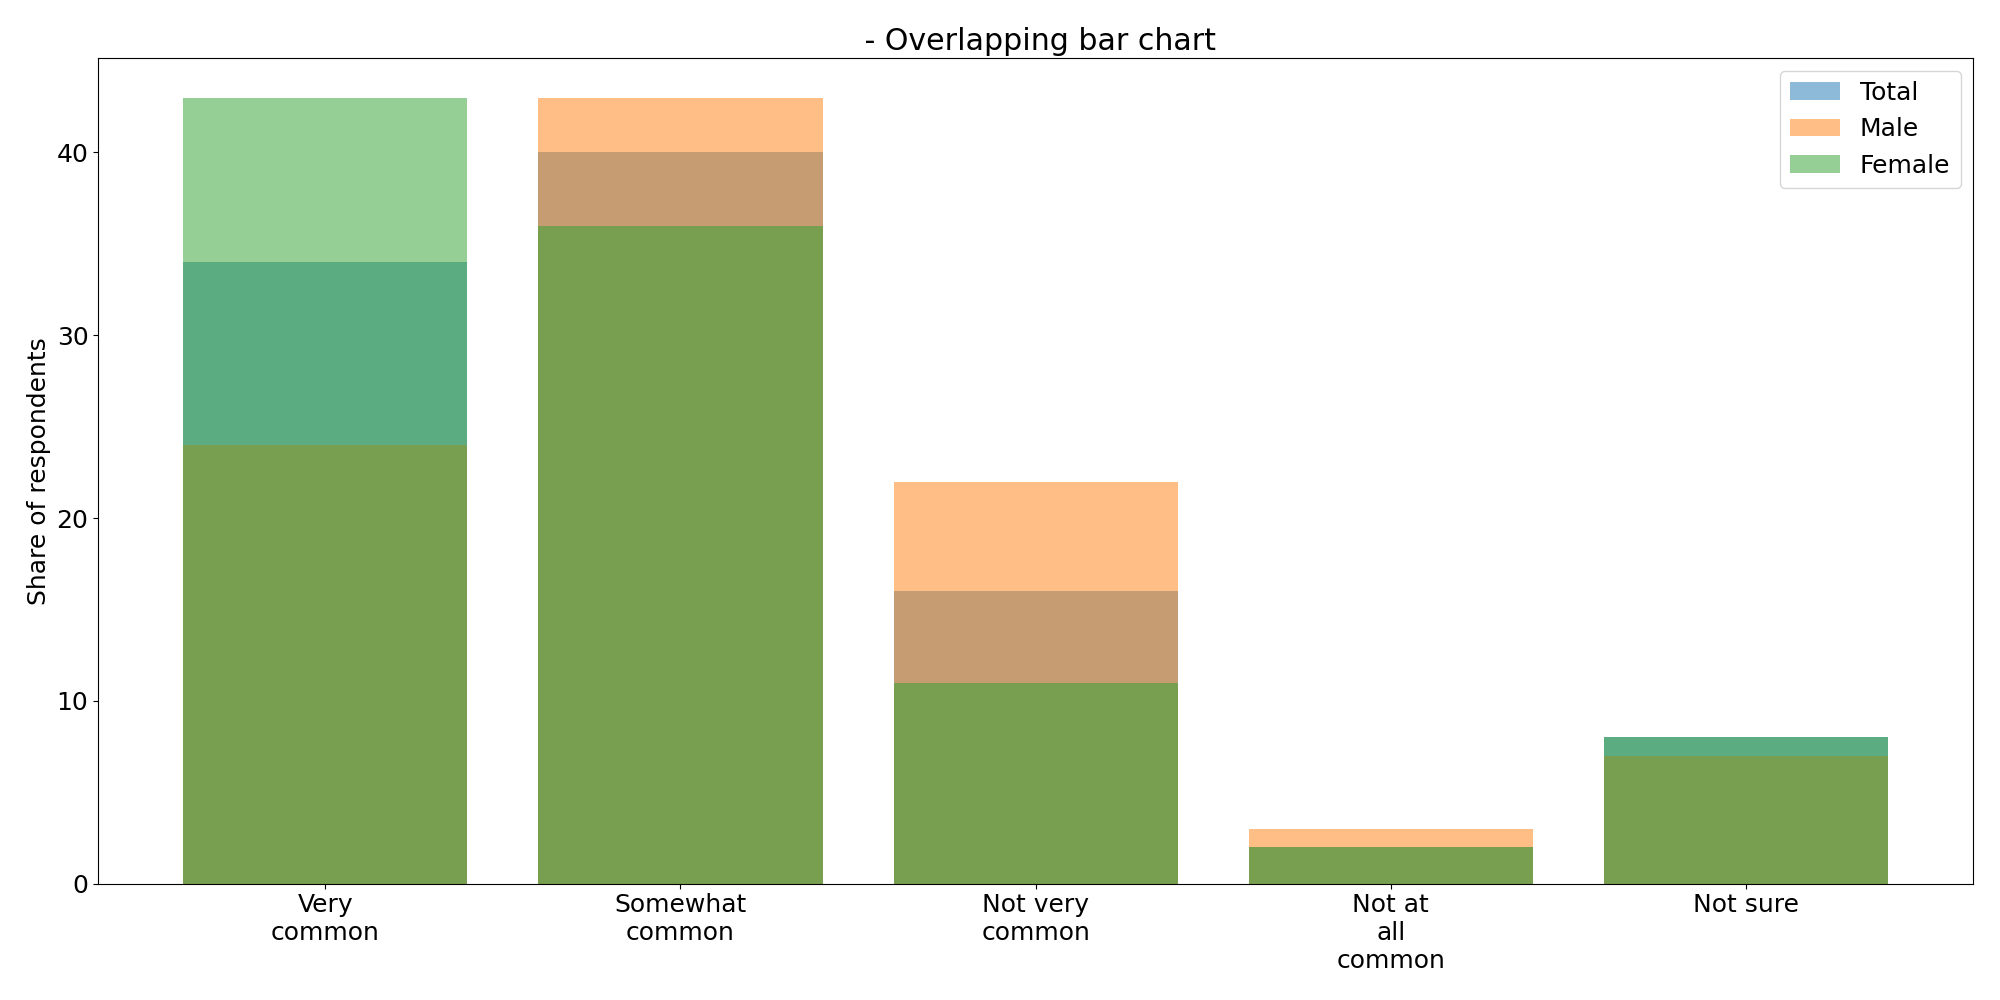 - Overlapping bar chart
Total
Male
Female
Share of respondents
40
30
20
10
0
Very
common
Somewhat
common
Not very
common
Not at
all
common
Not sure